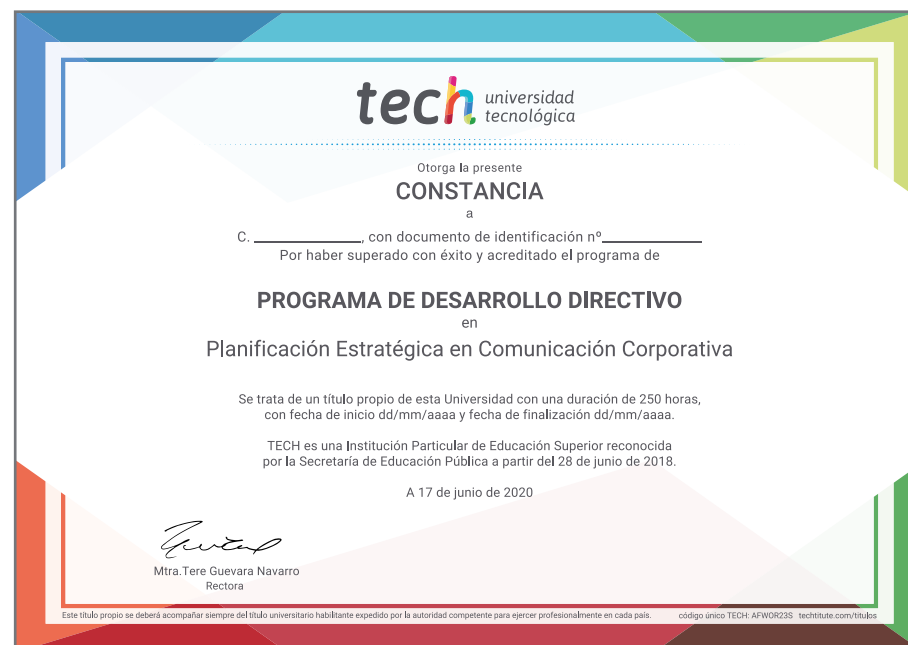 tech universidad
tecnológica
Otorga la presente
CONSTANCIA
a
C. ____________, con documento de identificación nº____________
Por haber superado con éxito y acreditado el programa de
PROGRAMA DE DESARROLLO DIRECTIVO
en
Planificación Estratégica en Comunicación Corporativa
Se trata de un título propio de esta Universidad con una duración de 250 horas,
con fecha de inicio dd/mm/aaaa y fecha de finalización dd/mm/aaaa.
TECH es una Institución Particular de Educación Superior reconocida
por la Secretaría de Educación Pública a partir del 28 de junio de 2018.
A 17 de junio de 2020
Mtra.Tere Guevara Navarro
Rectora
Este título propio se deberá acompañar siempre del título universitario habilitante expedido por la autoridad competente para ejercer profesionalmente en cada país. código único TECH: AFWOR23S techtitute.com/titulos